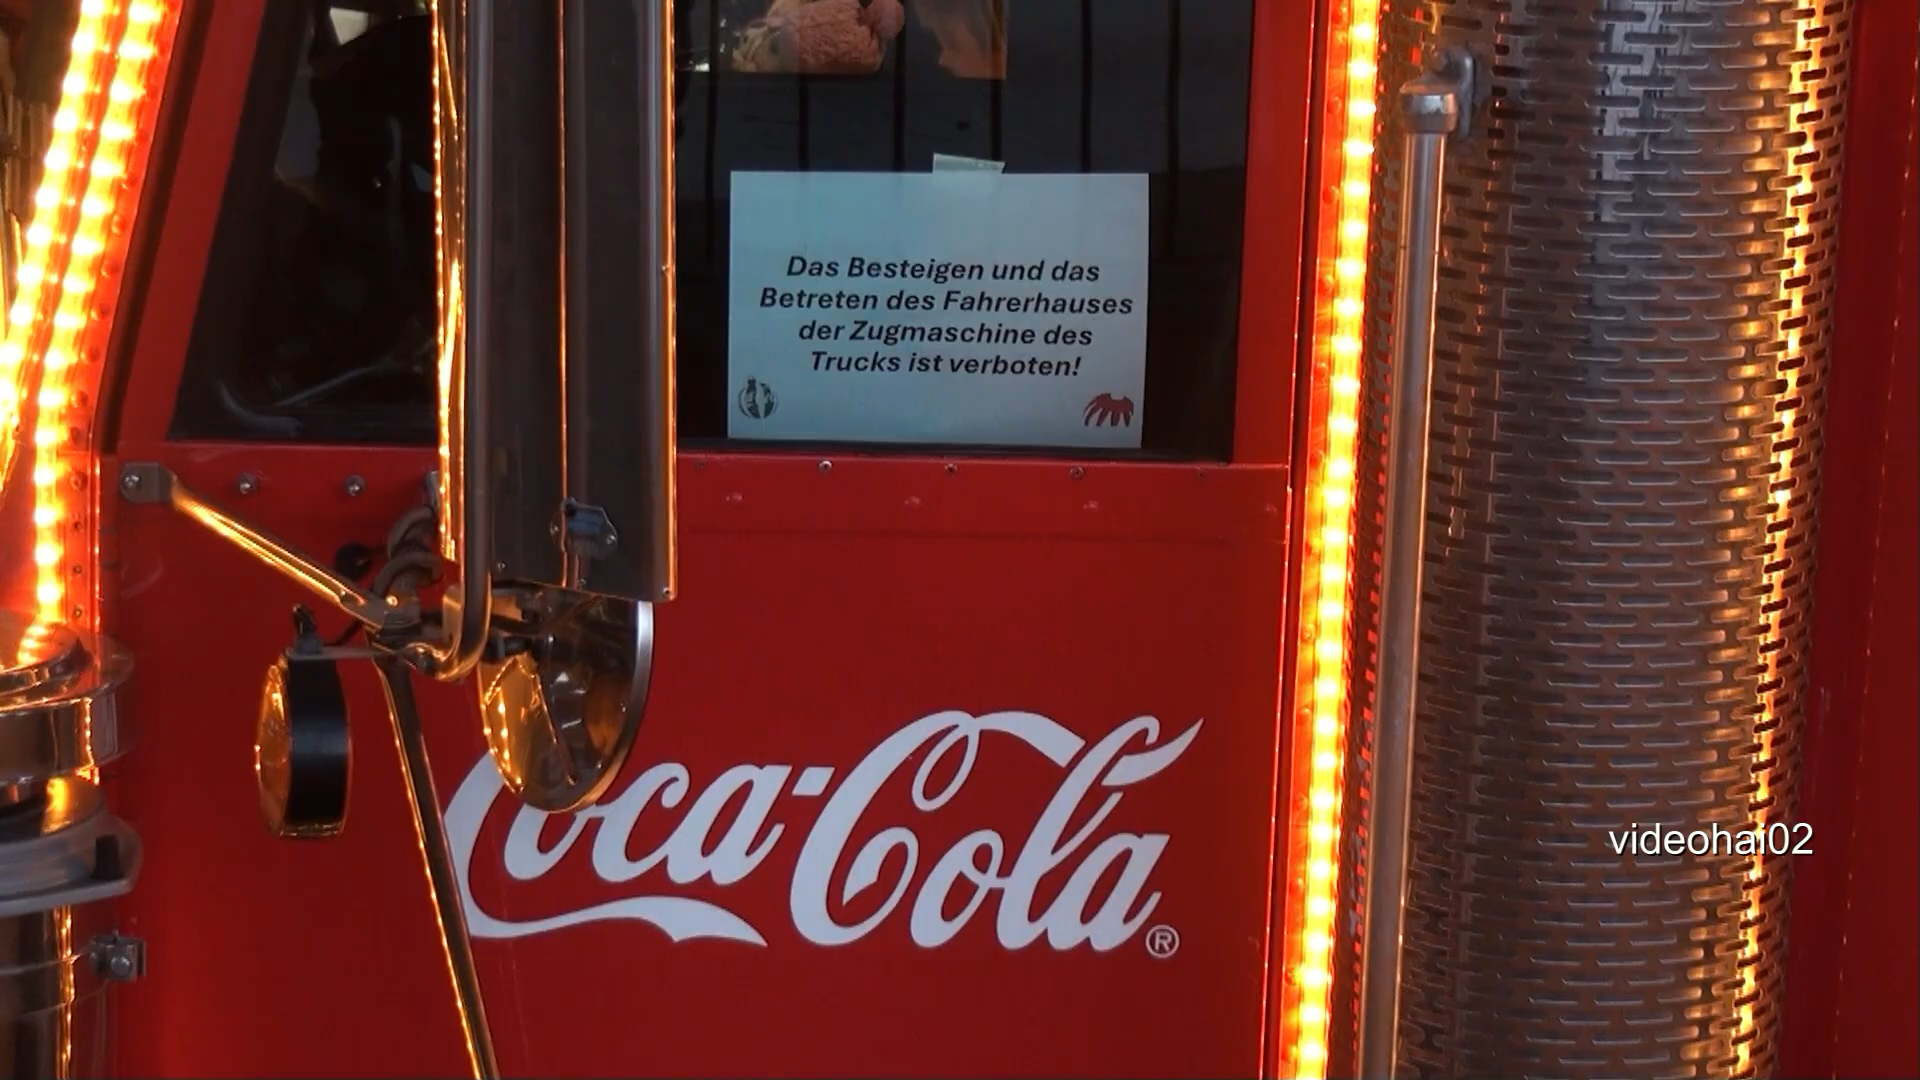 Das Besteigen und das
Betreten des Fahrerhauses
der Zugmaschine des
Trucks ist verboten!
Coca-Cola®
videohai02